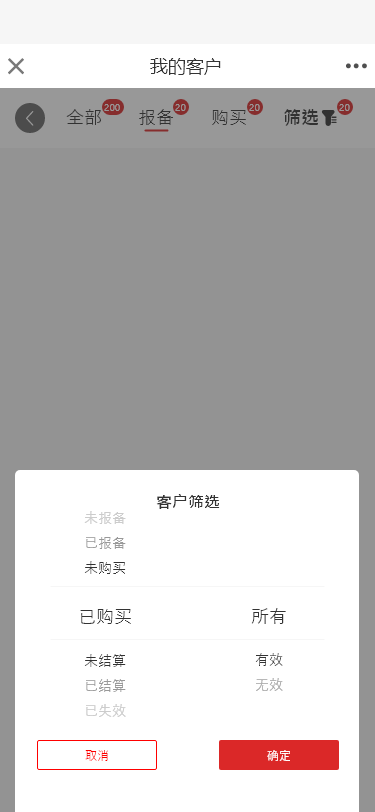 我的客户
全部 200 报备 20 购买 20 筛选 20
客户筛选
未报备
已报备
未购买
已购买 所有
未结算 有效
已结算 无效
已失效
取消 确定